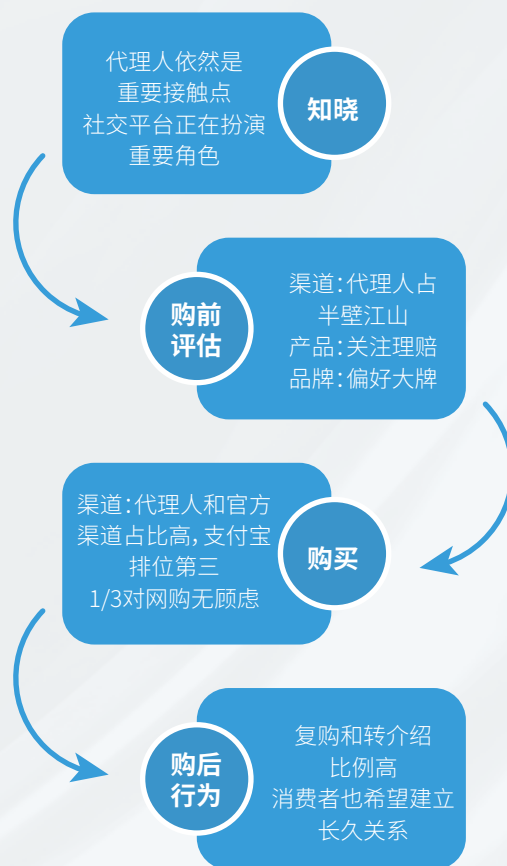 代理人依然是
重要接触点
社交平台正在扮演
重要角色
知晓
购前
评估
渠道:代理人占
半壁江山
产品:关注理赔
品牌:偏好大牌
渠道:代理人和官方
渠道占比高,支付宝
排位第三
1/3对网购无顾虑
购买
购后
行为
复购和转介绍
比例高
消费者也希望建立
长久关系